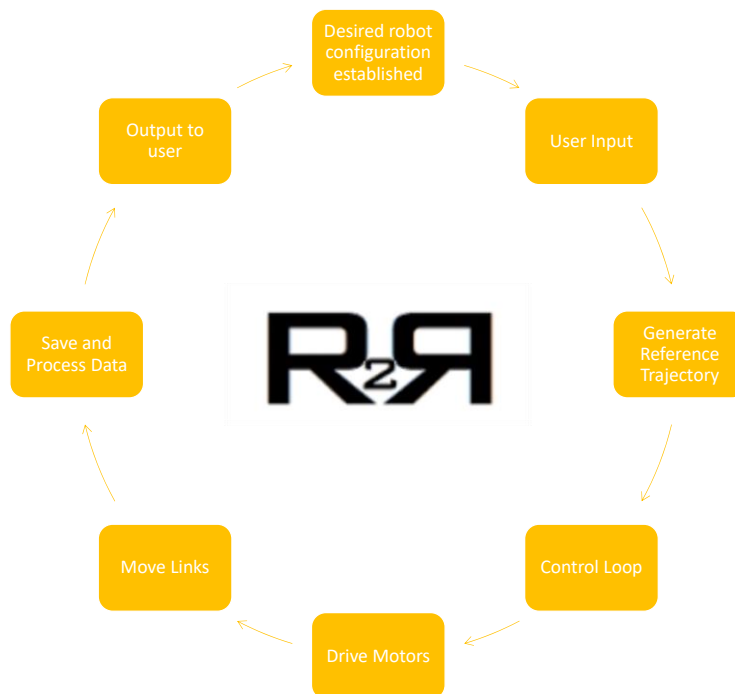 Desired robot
configuration
established
User Input
Generate
Reference
Trajectory
Control Loop
Drive Motors
Move Links
Save and
Process Data
Output to
user
R2Я